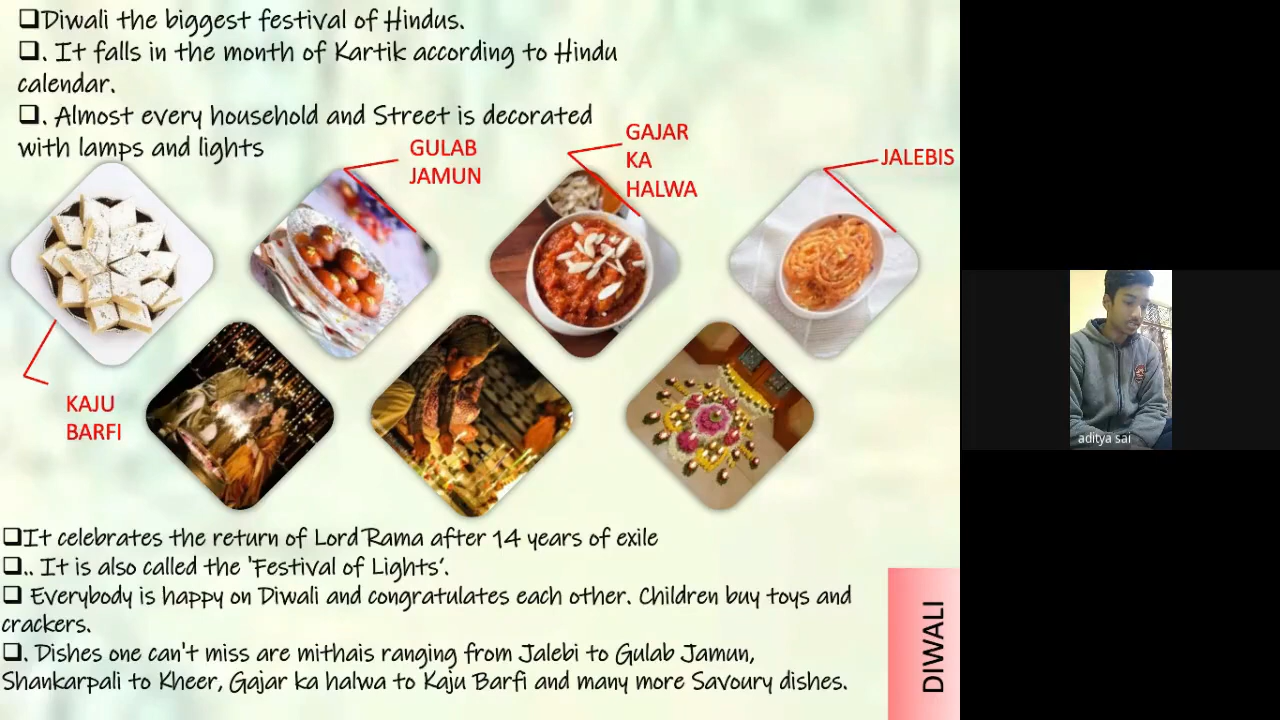 ❑Diwali the biggest festival of Hindus.
❑. It falls in the month of Kartik according to Hindu
calendar.
❑. Almost every household and Street is decorated
with lamps and lights
GULAB
JAMUN
GAJAR
KA
HALWA
JALEBIS
KAJU
BARFI
❑It celebrates the return of Lord Rama after 14 years of exile
❑.. It is also called the 'Festival of Lights'.
❑ Everybody is happy on Diwali and congratulates each other. Children buy toys and
crackers.
❑. Dishes one can't miss are mithais ranging from Jalebi to Gulab Jamun,
Shankarpali to Kheer, Gajar ka halwa to Kaju Barfi and many more Savoury dishes.
DIWALI
aditya sai